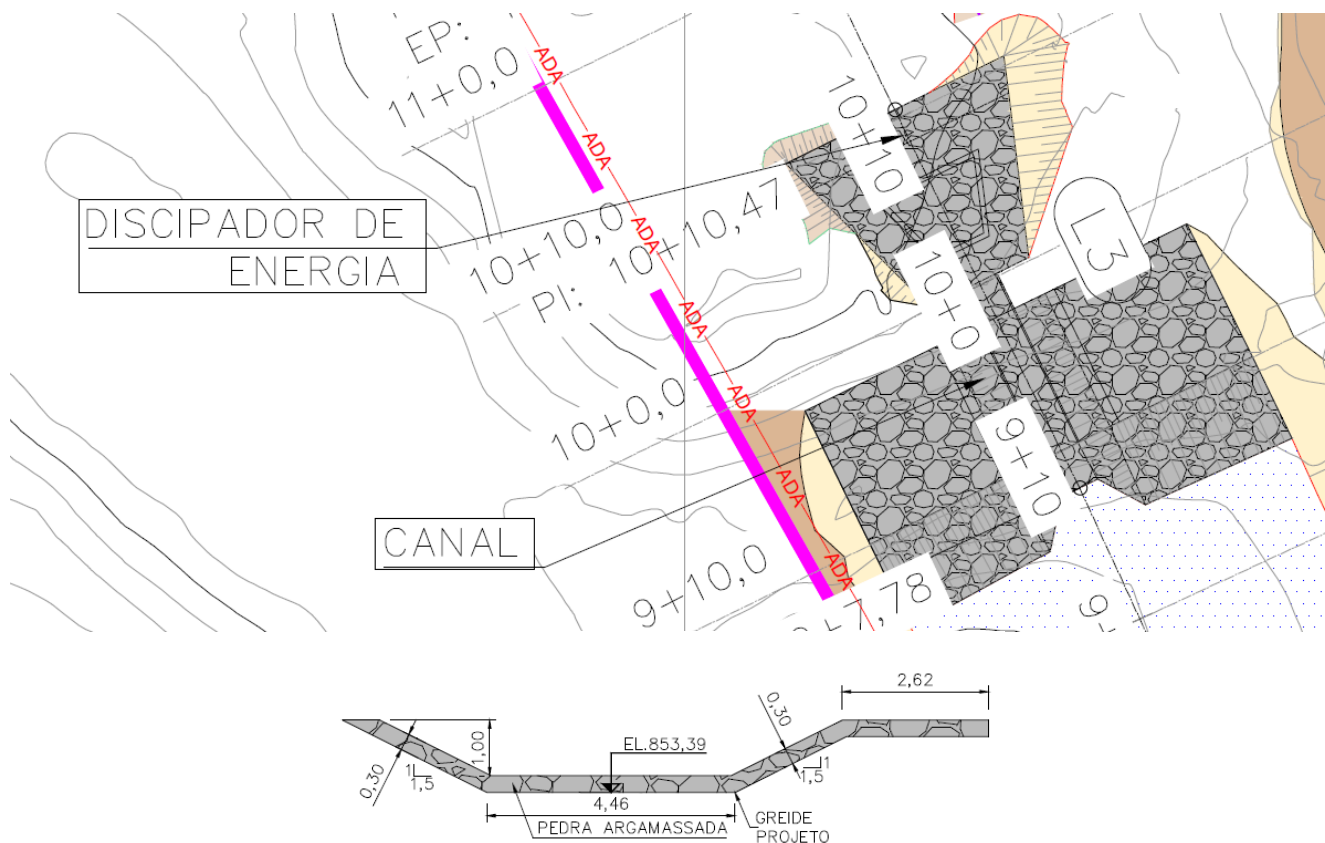 EP:
11+0,0
ADA
ADA
ADA
ADA
ADA
ADA
ADA
DISCIPADOR DE
ENERGIA
10+10,0
PI: 10+10,47
10+10
L3
10+0
10+0,0
9+10
CANAL
9+10,0
7,78
9+
2,62
0,30
1,00
EL.853,39
0,30
1
1,5
1
1,5
4,46
PEDRA ARGAMASSADA
GREIDE
PROJETO